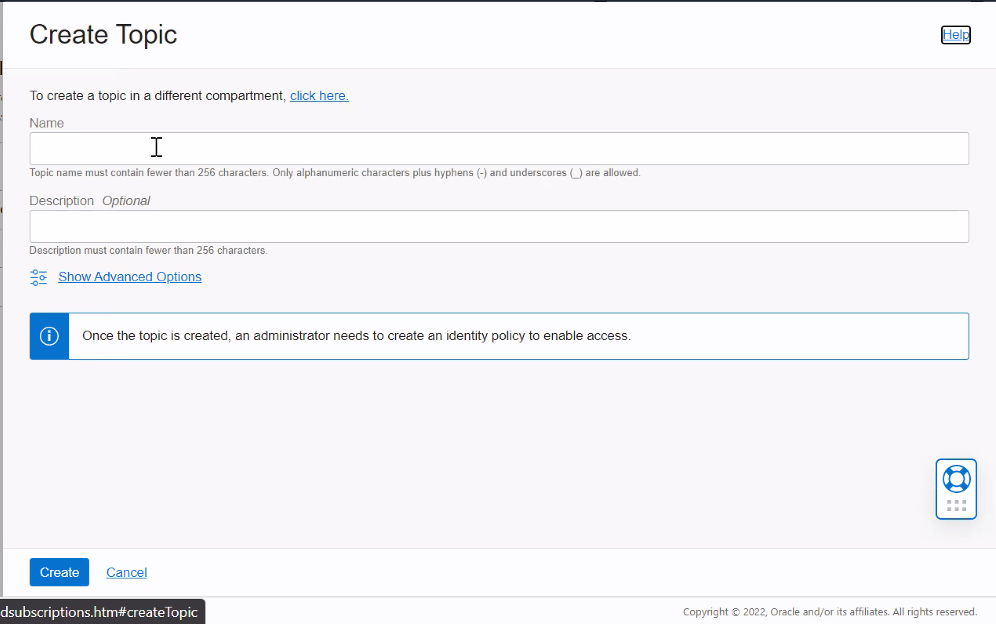 Create Topic
Help
To create a topic in a different compartment, click here.
Name
Topic name must contain fewer than 256 characters. Only alphanumeric characters plus hyphens (-) and underscores (_) are allowed.
Description Optional
Description must contain fewer than 256 characters.
Show Advanced Options
Once the topic is created, an administrator needs to create an identity policy to enable access.
Create
Cancel
dsubscriptions.htm#createTopic
Copyright © 2022, Oracle and/or its affiliates. All rights reserved.